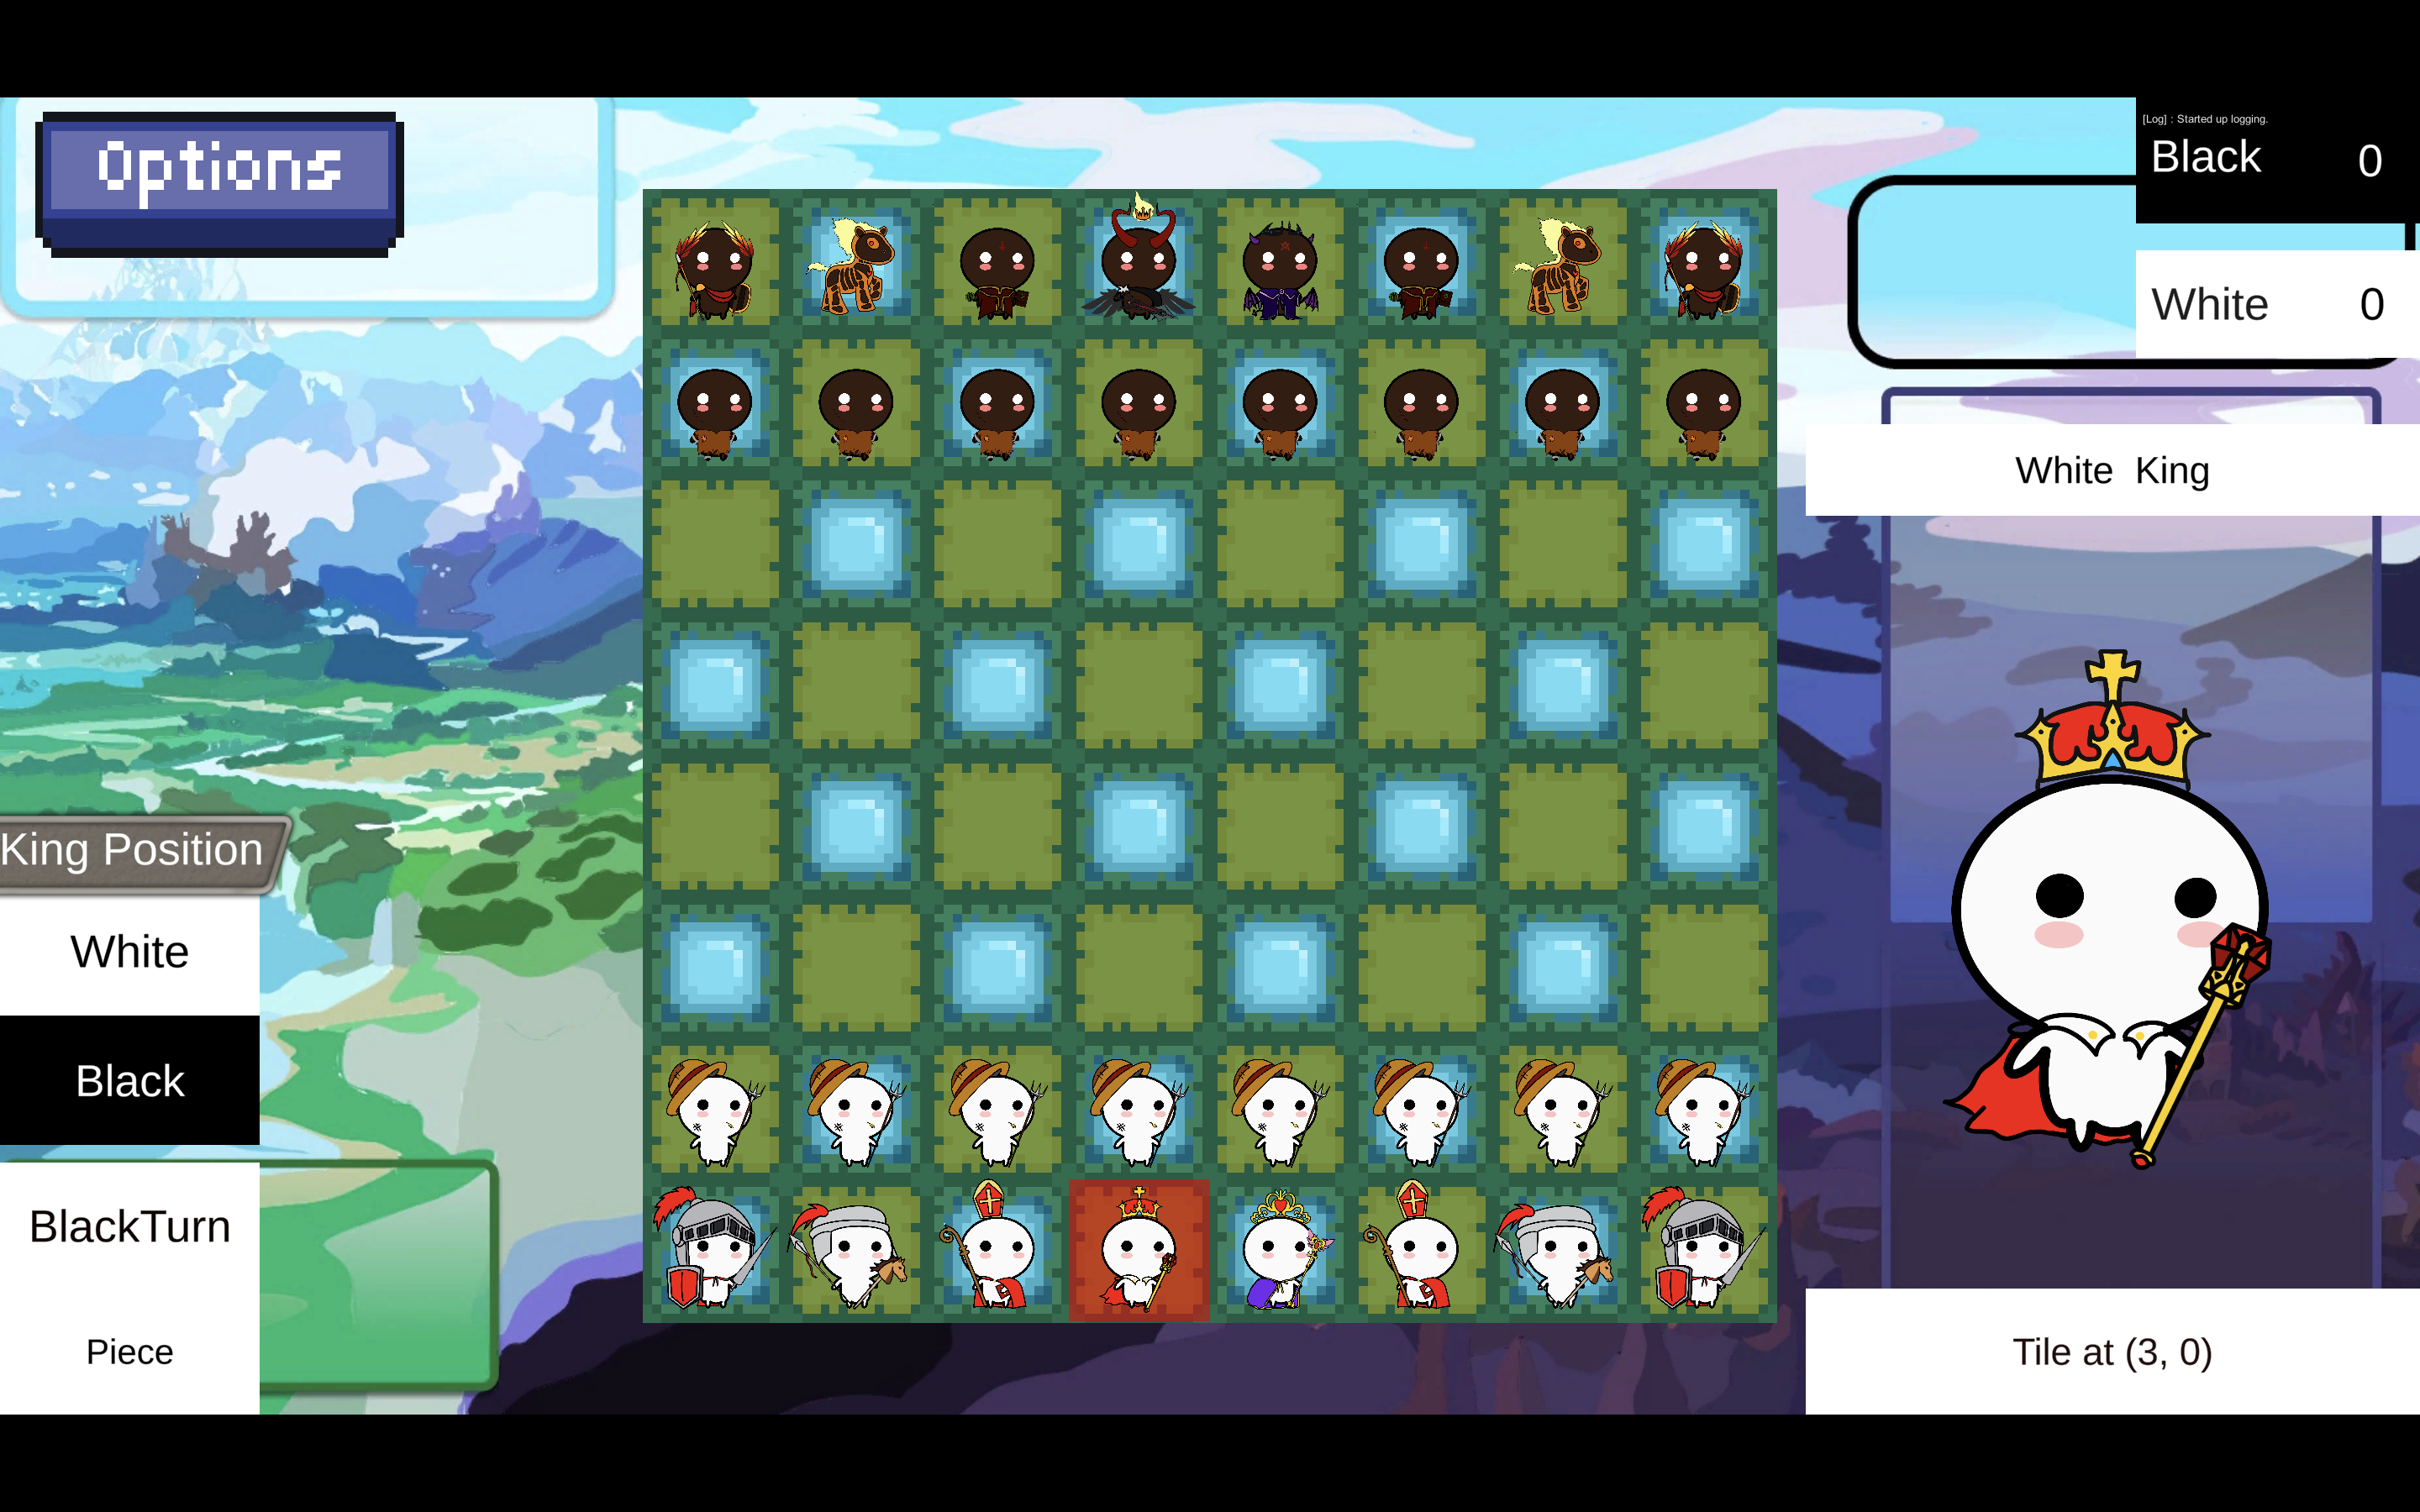 Options
[Log] : Started up logging.
Black 0
White 0
White King
King Position
White
Black
BlackTurn
Piece
Tile at (3, 0)